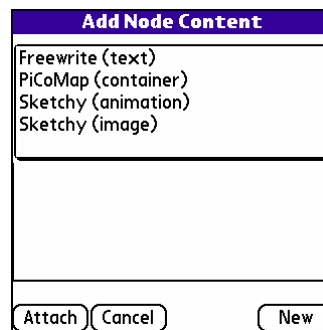 Add Node Content
Freewrite (text)
PiCoMap (container)
Sketchy (animation)
Sketchy (image)
Attach Cancel New